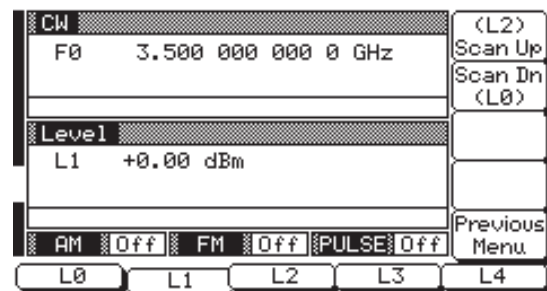 CW
F0 3.500 000 000 0 GHz
Level
L1 +0.00 dBm
AM Off FM Off PULSE Off
(L2)
Scan Up
Scan Dn
(L0)
Previous
Menu
L0 L1 L2 L3 L4